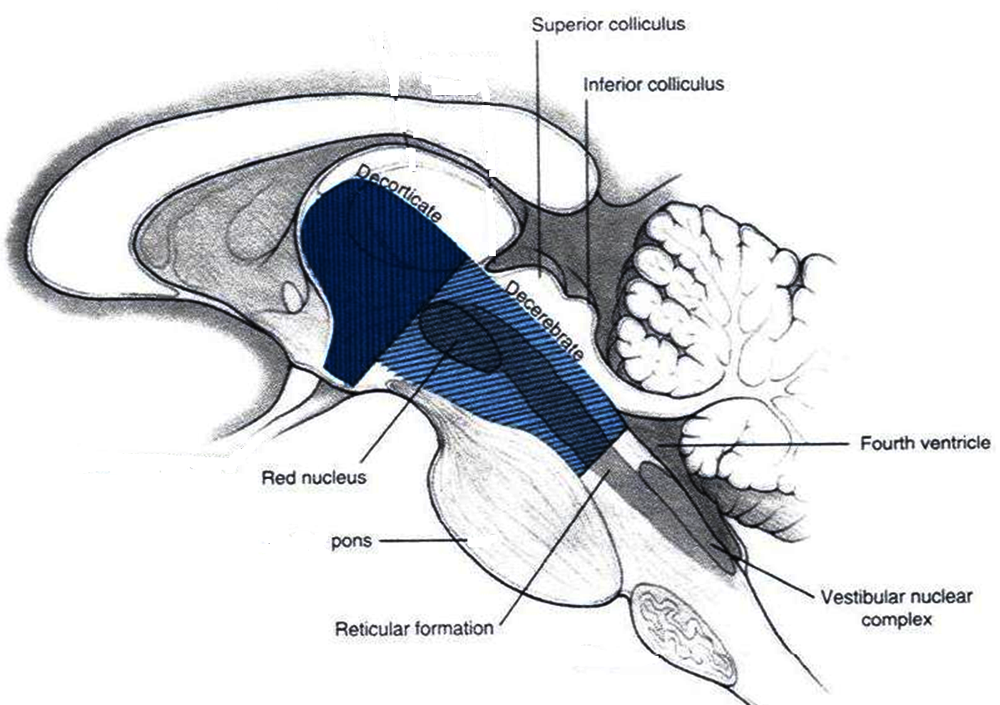 Superior colliculus
Inferior colliculus
Decorticate
Decerebrate
Fourth ventricle
Red nucleus
pons
Vestibular nuclear
complex
Reticular formation